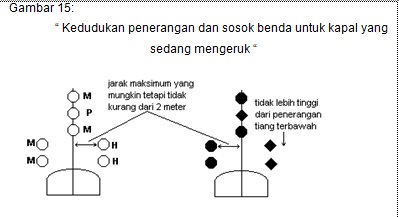 Gambar 15:
“ Kedudukan penerangan dan sosok benda untuk kapal yang
sedang mengeruk “
jarak maksimum yang
mungkin tetapi tidak
kurang dari 2 meter
M
P
M
M
M
H
H
tidak lebih tinggi
dari penerangan
tiang terbawah